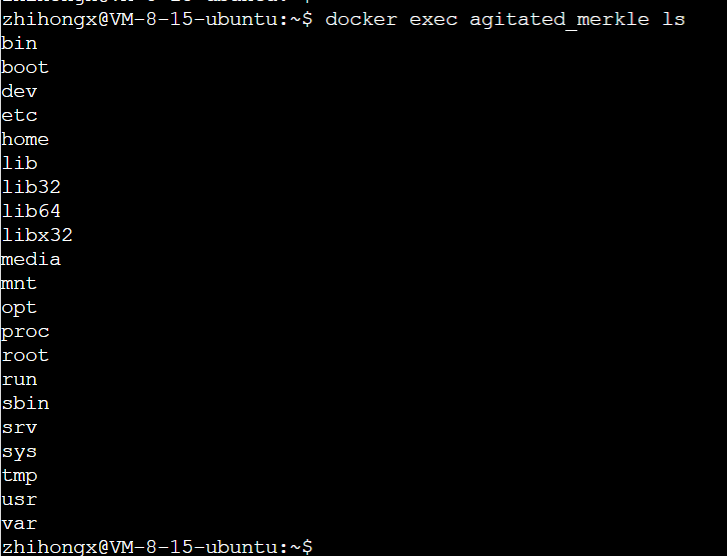 zhihongx@VM-8-15-ubuntu:~$ docker exec agitated_merkle ls
bin
boot
dev
etc
home
lib
lib32
lib64
libx32
media
mnt
opt
proc
root
run
sbin
srv
sys
tmp
usr
var
zhihongx@VM-8-15-ubuntu:~$